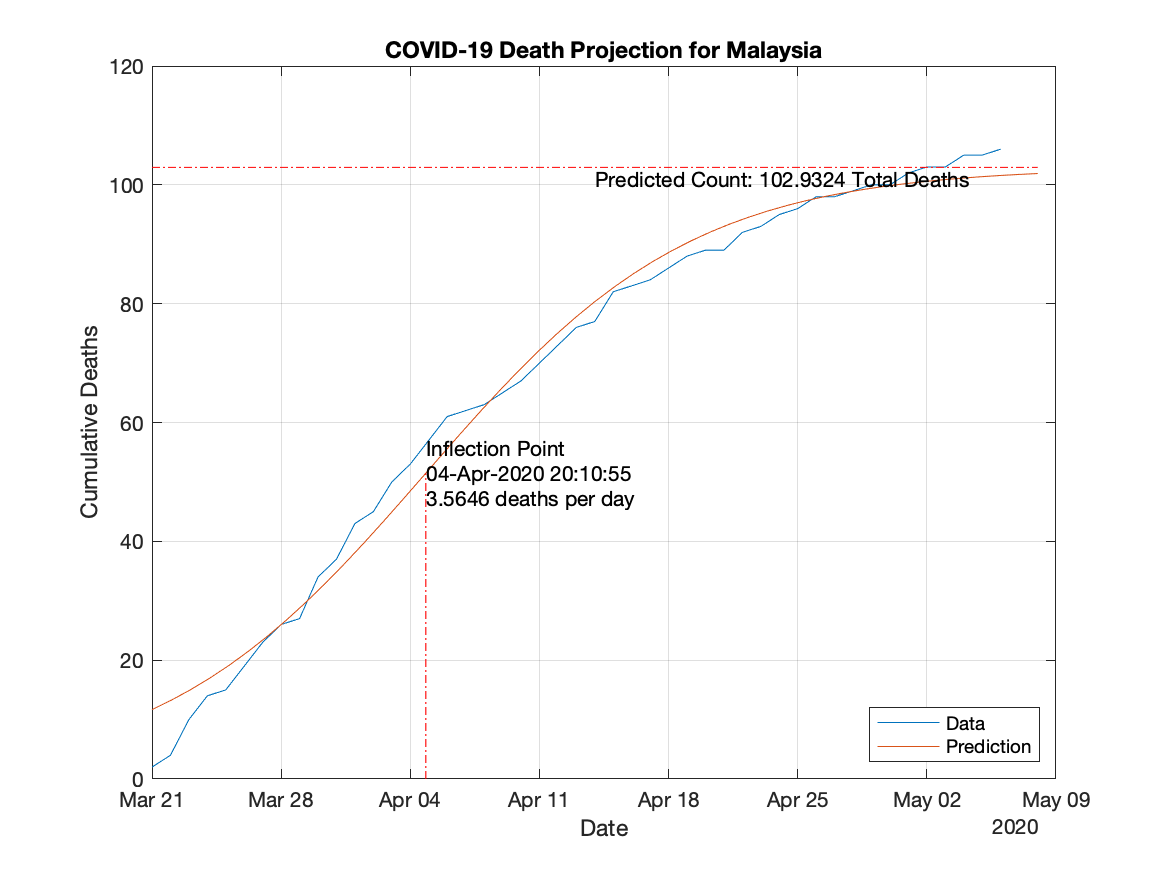 COVID-19 Death Projection for Malaysia
120
100
80
60
40
20
0
Cumulative Deaths
Predicted Count: 102.9324 Total Deaths
Inflection Point
04-Apr-2020 20:10:55
3.5646 deaths per day
Data
Prediction
Mar 21 Mar 28 Apr 04 Apr 11 Apr 18 Apr 25 May 02 May 09
Date
2020